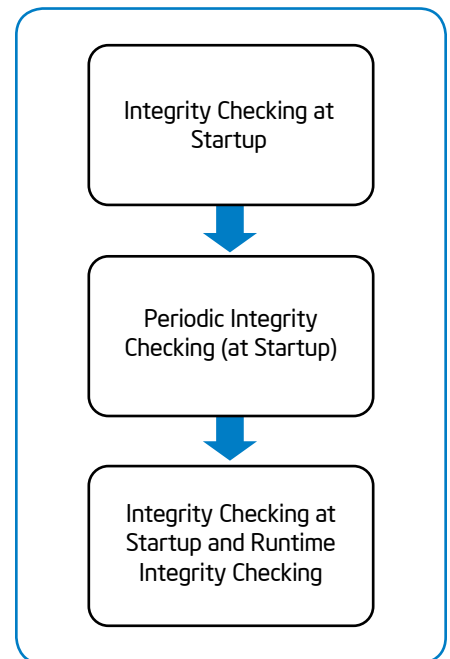 Integrity Checking at
Startup
Periodic Integrity
Checking (at Startup)
Integrity Checking at
Startup and Runtime
Integrity Checking